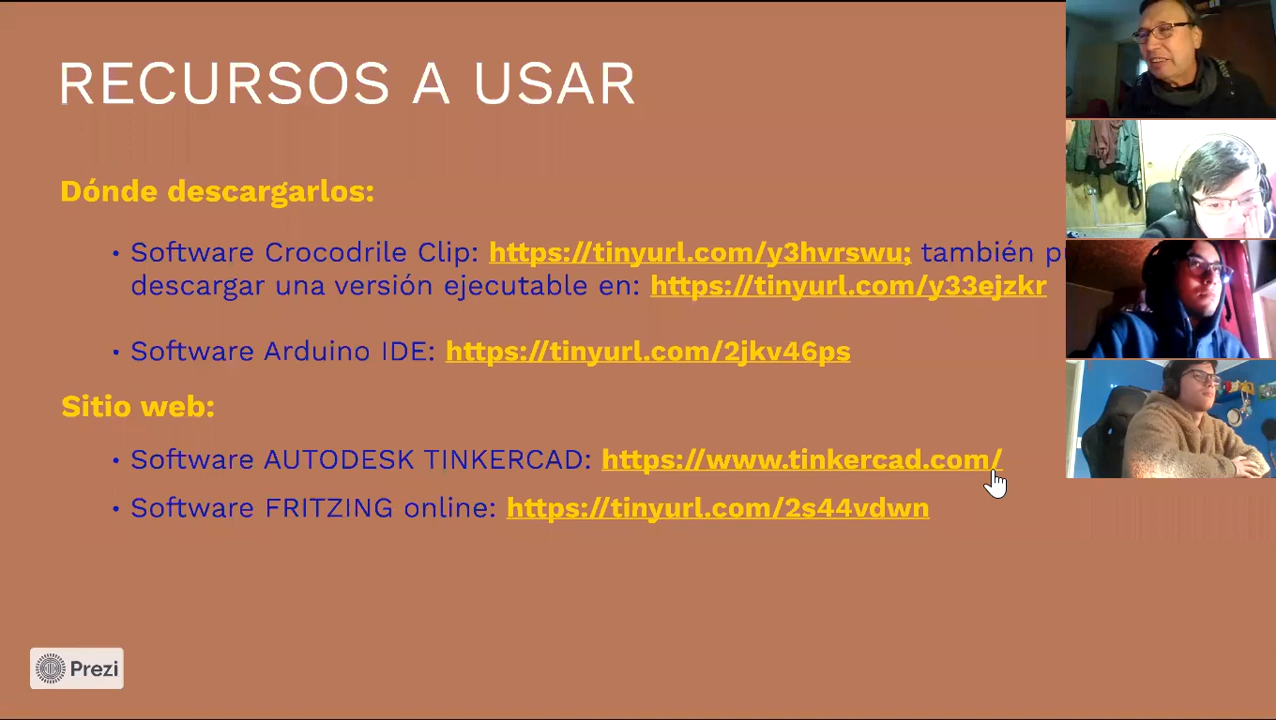 RECURSOS A USAR
Dónde descargarlos:
• Software Crocodrile Clip: https://tinyurl.com/y3hvrswu; también
descargar una versión ejecutable en: https://tinyurl.com/y33ejzkr
• Software Arduino IDE: https://tinyurl.com/2jkv46ps
Sitio web:
• Software AUTODESK TINKERCAD: https://www.tinkercad.com/
• Software FRITZING online: https://tinyurl.com/2s44vdwn
Prezi